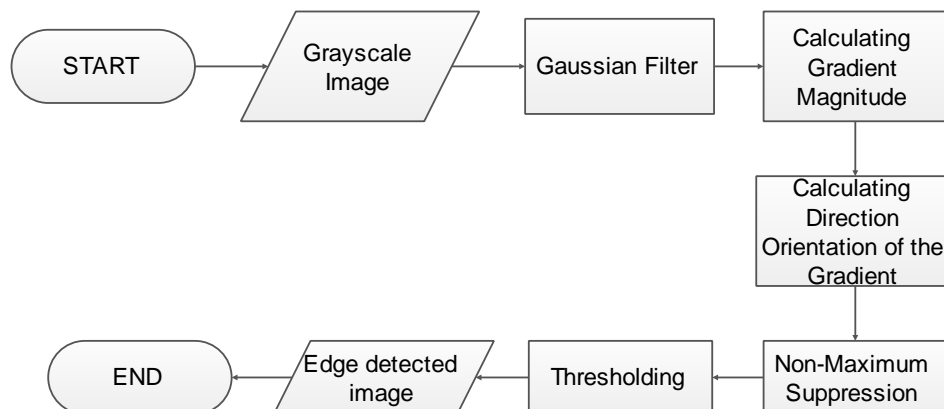 START
Grayscale
Image
Gaussian Filter
Calculating
Gradient
Magnitude
Calculating
Direction
Orientation of the
Gradient
Non-Maximum
Suppression
Thresholding
Edge detected
image
END